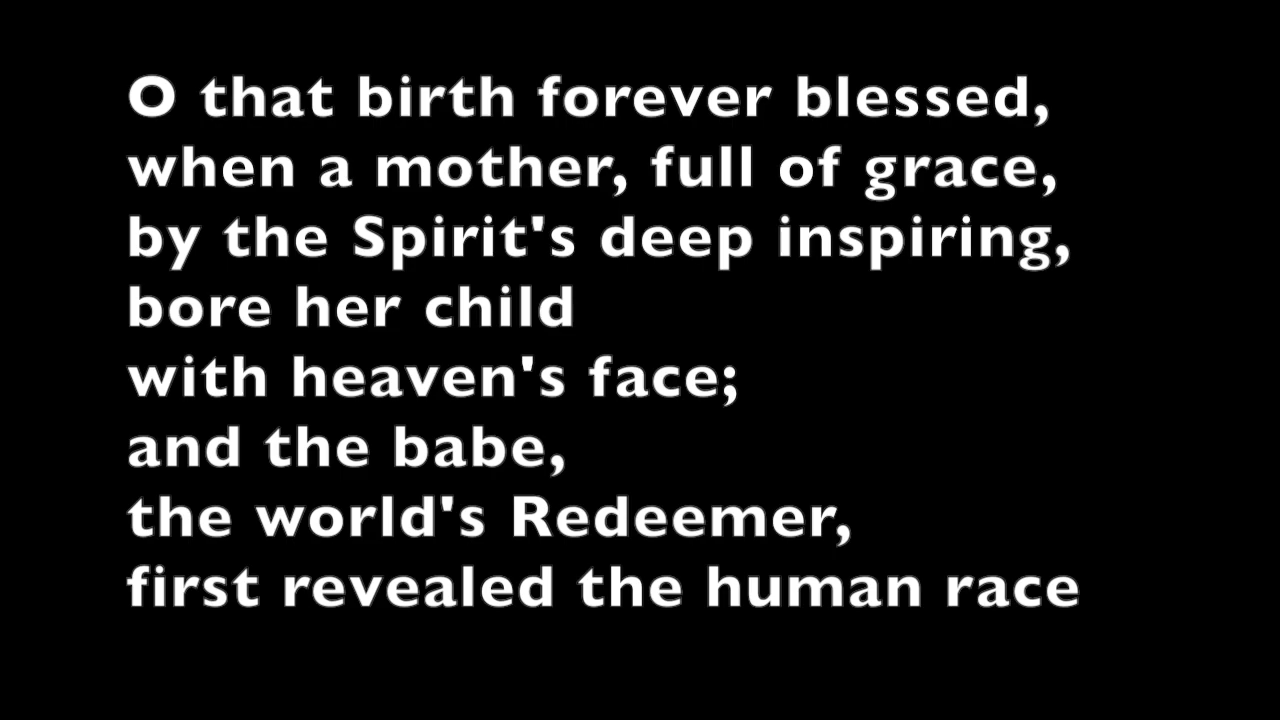 O that birth forever blessed,
when a mother, full of grace,
by the Spirit's deep inspiring,
bore her child
with heaven's face;
and the babe,
the world's Redeemer,
first revealed the human race